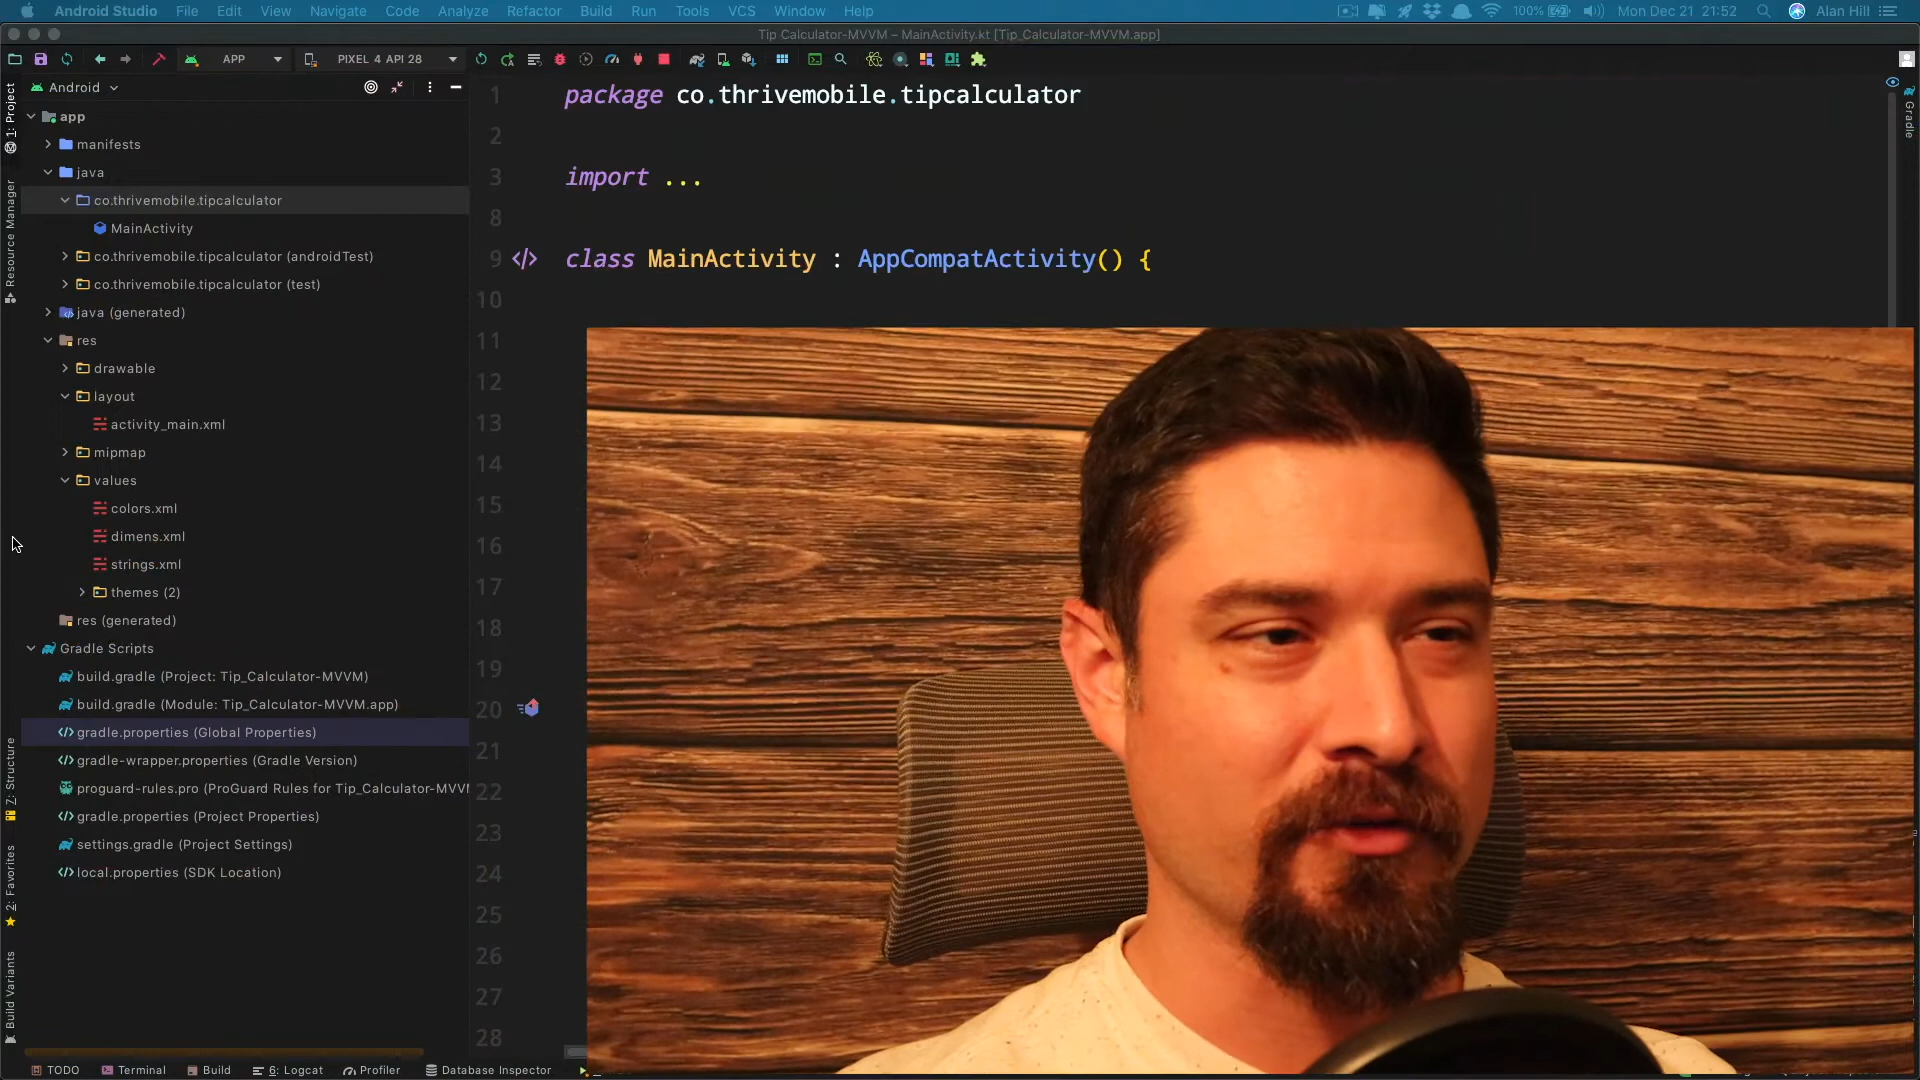 Android Studio File Edit View Navigate Code Analyze Refactor Build Run Tools VCS Window Help 100% Mon Dec 21 21:52 Alan Hill
Tip Calculator-MVVM – MainActivity.kt [Tip_Calculator-MVVM.app]
APP PIXEL 4 API 28
Android
1: Project
Resource Manager
Z: Structure
2: Favorites
Build Variants
app
manifests
java
co.thrivemobile.tipcalculator
MainActivity
co.thrivemobile.tipcalculator (androidTest)
co.thrivemobile.tipcalculator (test)
java (generated)
res
drawable
layout
activity_main.xml
mipmap
values
colors.xml
dimens.xml
strings.xml
themes (2)
res (generated)
Gradle Scripts
build.gradle (Project: Tip_Calculator-MVVM)
build.gradle (Module: Tip_Calculator-MVVM.app)
gradle.properties (Global Properties)
gradle-wrapper.properties (Gradle Version)
proguard-rules.pro (ProGuard Rules for Tip_Calculator-MVVM
gradle.properties (Project Properties)
settings.gradle (Project Settings)
local.properties (SDK Location)
1 package co.thrivemobile.tipcalculator
2
3 import ...
8
9 class MainActivity : AppCompatActivity() {
10
11
12
13
14
15
16
17
18
19
20
21
22
23
24
25
26
27
28
Gradle
TODO Terminal Build 6: Logcat Profiler Database Inspector